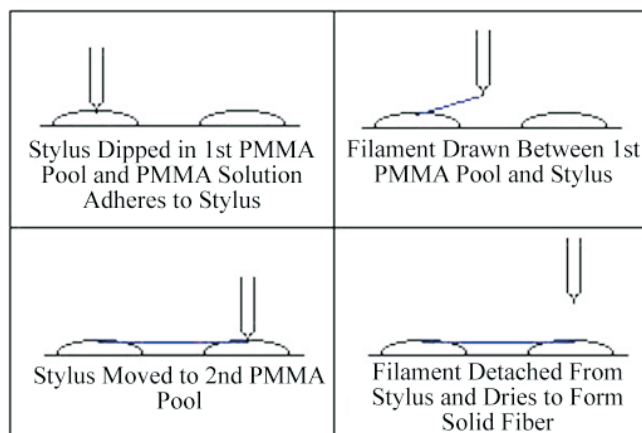 Stylus Dipped in 1st PMMA
Pool and PMMA Solution
Adheres to Stylus
Filament Drawn Between 1st
PMMA Pool and Stylus
Stylus Moved to 2nd PMMA
Pool
Filament Detached From
Stylus and Dries to Form
Solid Fiber